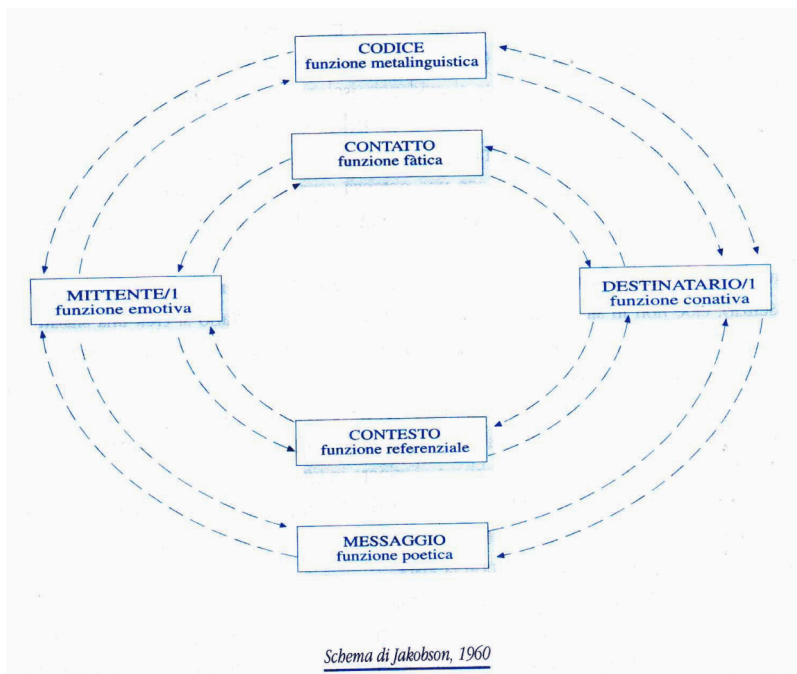 CODICE
funzione metalinguistica
CONTATTO
funzione fàtica
MITTENTE/1
funzione emotiva
DESTINATARIO/1
funzione conativa
CONTESTO
funzione referenziale
MESSAGGIO
funzione poetica
Schema di Jakobson, 1960